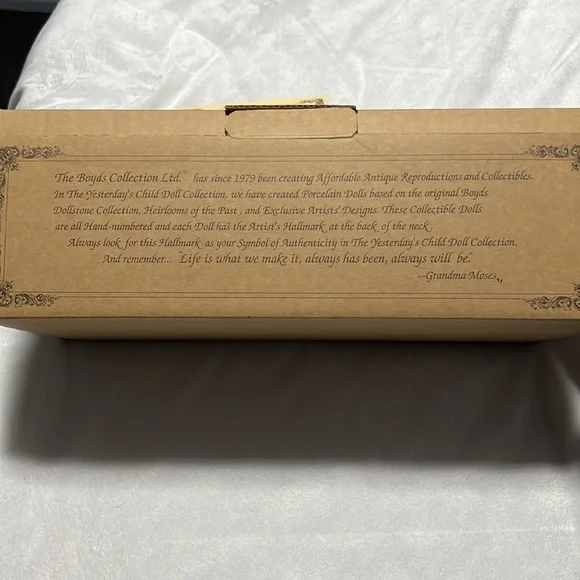 The Boyds Collection Ltd.™ has since 1979 been creating Affordable Antique Reproductions and Collectibles.
In The Yesterday's Child Doll Collection, we have created Porcelain Dolls based on the original Boyds
Dollstone Collection, Heirlooms of the Past, and Exclusive Artists' Designs. These Collectible Dolls
are all Hand-numbered and each Doll has the Artist's Hallmark at the back of the neck.
Always look for this Hallmark as your Symbol of Authenticity in The Yesterday's Child Doll Collection.
And remember... "Life is what we make it, always has been, always will be."
--Grandma Moses